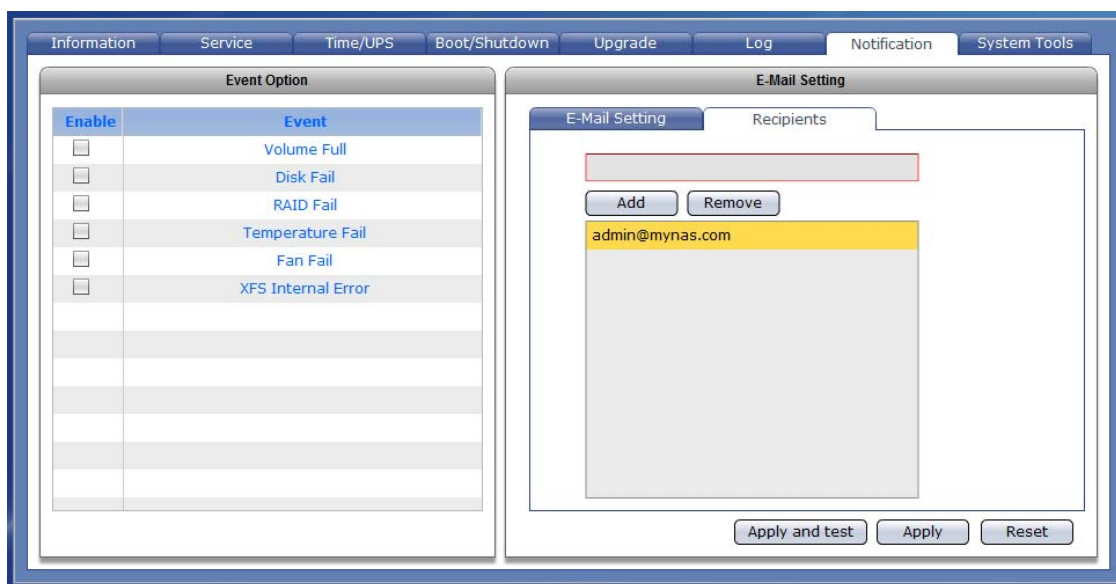 Information Service Time/UPS Boot/Shutdown Upgrade Log Notification System Tools
Event Option
Enable Event
Volume Full
Disk Fail
RAID Fail
Temperature Fail
Fan Fail
XFS Internal Error
E-Mail Setting
E-Mail Setting Recipients
Add Remove
admin@mynas.com
Apply and test Apply Reset